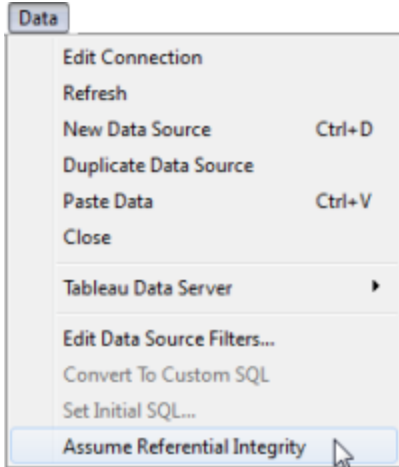 Data
Edit Connection
Refresh
New Data Source Ctrl+D
Duplicate Data Source
Paste Data Ctrl+V
Close
Tableau Data Server
Edit Data Source Filters...
Convert To Custom SQL
Set Initial SQL...
Assume Referential Integrity